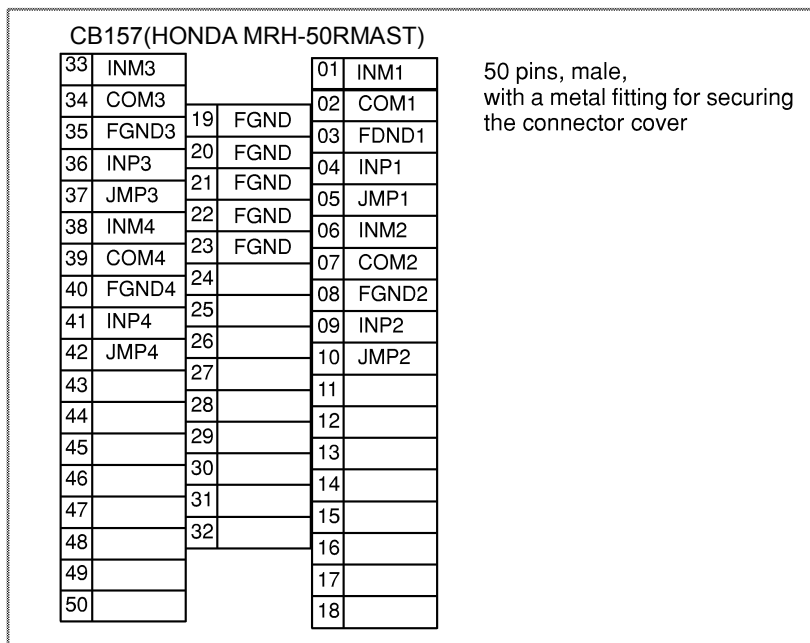 CB157(HONDA MRH-50RMAST)
33 INM3
34 COM3
35 FGND3
36 INP3
37 JMP3
38 INM4
39 COM4
40 FGND4
41 INP4
42 JMP4
43
44
45
46
47
48
49
50
19 FGND
20 FGND
21 FGND
22 FGND
23 FGND
24
25
26
27
28
29
30
31
32
01 INM1
02 COM1
03 FDND1
04 INP1
05 JMP1
06 INM2
07 COM2
08 FGND2
09 INP2
10 JMP2
11
12
13
14
15
16
17
18
50 pins, male,
with a metal fitting for securing
the connector cover